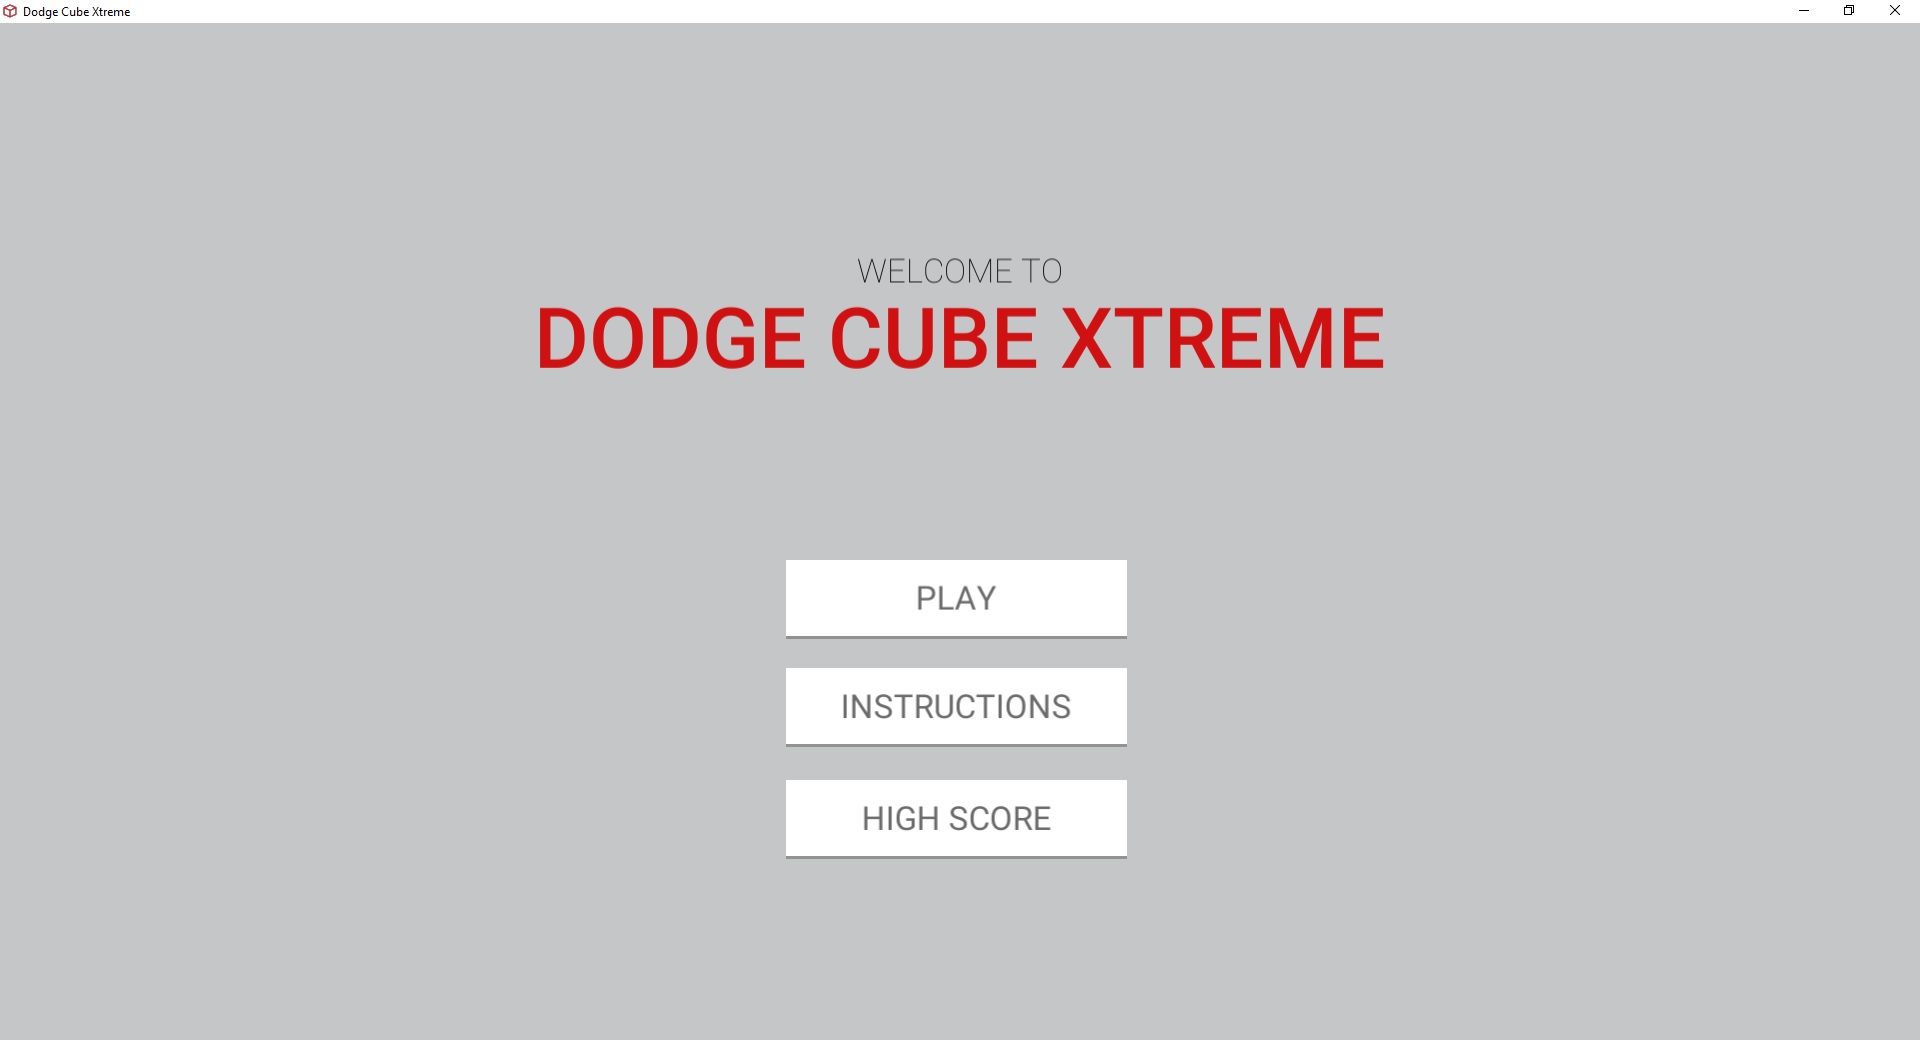 Dodge Cube Xtreme
WELCOME TO
DODGE CUBE XTREME
PLAY
INSTRUCTIONS
HIGH SCORE